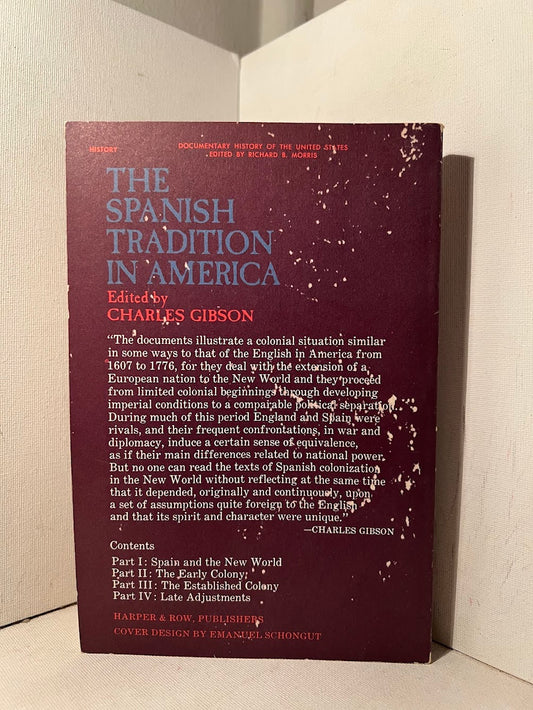 HISTORY
DOCUMENTARY HISTORY OF THE UNITED STATES
EDITED BY RICHARD B. MORRIS
THE
SPANISH
TRADITION
IN AMERICA
Edited by
CHARLES GIBSON
“The documents illustrate a colonial situation similar
in some ways to that of the English in America from
1607 to 1776, for they deal with the extension of a
European nation to the New World and they proceed
from limited colonial beginnings through developing
imperial conditions to a comparable political separation.
During much of this period England and Spain were
rivals, and their frequent confrontations, in war and
diplomacy, induce a certain sense of equivalence,
as if their main differences related to national power.
But no one can read the texts of Spanish colonization
in the New World without reflecting at the same time
that it depended, originally and continuously, upon
a set of assumptions quite foreign to the English
and that its spirit and character were unique.”
—CHARLES GIBSON
Contents
Part I: Spain and the New World
Part II: The Early Colony
Part III: The Established Colony
Part IV: Late Adjustments
HARPER & ROW, PUBLISHERS
COVER DESIGN BY EMANUEL SCHONGUT